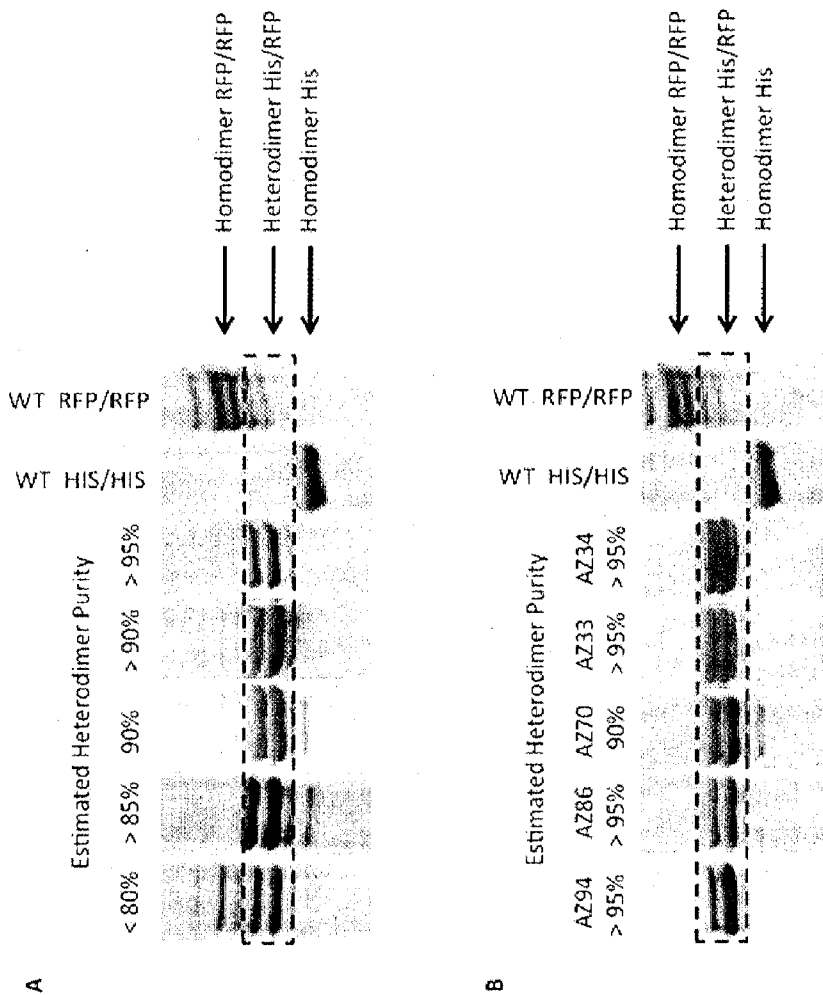 A
Estimated Heterodimer Purity
< 80%
> 85%
90%
> 90%
> 95%
WT HIS/HIS
WT RFP/RFP
Homodimer RFP/RFP
Heterodimer His/RFP
Homodimer His
B
Estimated Heterodimer Purity
AZ94
> 95%
AZ86
> 95%
AZ70
90%
AZ33
> 95%
AZ34
> 95%
WT HIS/HIS
WT RFP/RFP
Homodimer RFP/RFP
Heterodimer His/RFP
Homodimer His